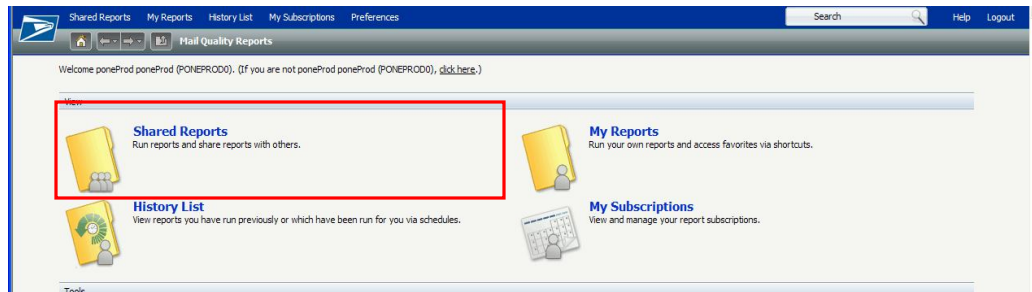 Shared Reports My Reports History List My Subscriptions Preferences Search Help Logout
Mail Quality Reports
Welcome poneProd poneProd (PONEPROD0). (If you are not poneProd poneProd (PONEPROD0), click here.)
View
Shared Reports
Run reports and share reports with others.
My Reports
Run your own reports and access favorites via shortcuts.
History List
View reports you have run previously or which have been run for you via schedules.
My Subscriptions
View and manage your report subscriptions.
Tools